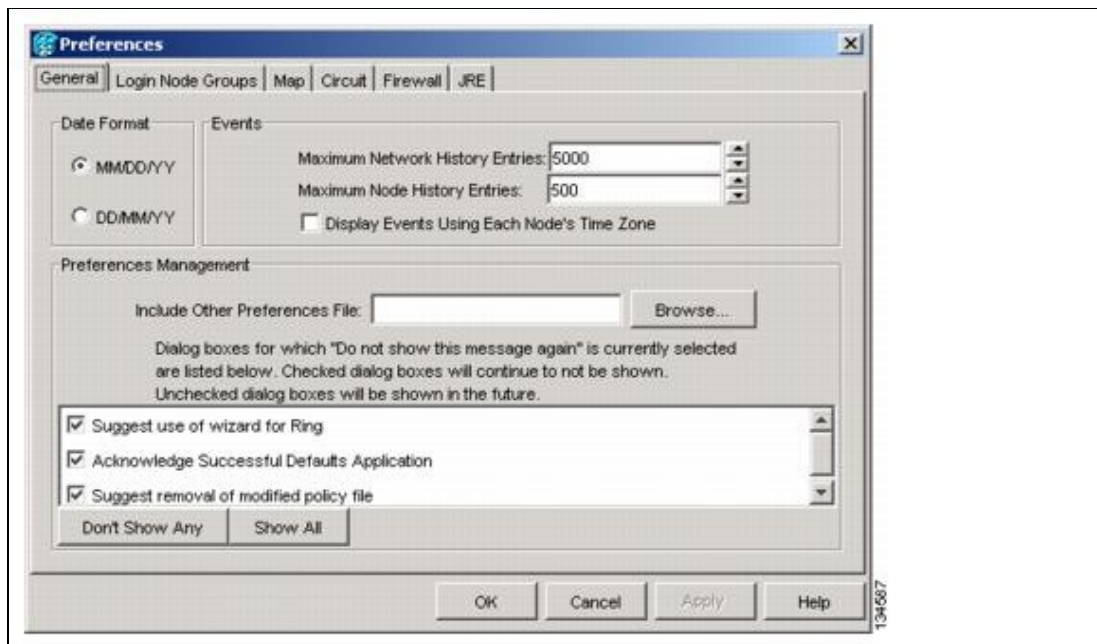 Preferences
General Login Node Groups Map Circuit Firewall JRE
Date Format
MM/DD/YY
DD/MM/YY
Events
Maximum Network History Entries: 5000
Maximum Node History Entries: 500
Display Events Using Each Node's Time Zone
Preferences Management
Include Other Preferences File: Browse...
Dialog boxes for which "Do not show this message again" is currently selected
are listed below. Checked dialog boxes will continue to not be shown.
Unchecked dialog boxes will be shown in the future.
Suggest use of wizard for Ring
Acknowledge Successful Defaults Application
Suggest removal of modified policy file
Don't Show Any Show All
OK Cancel Apply Help
134587